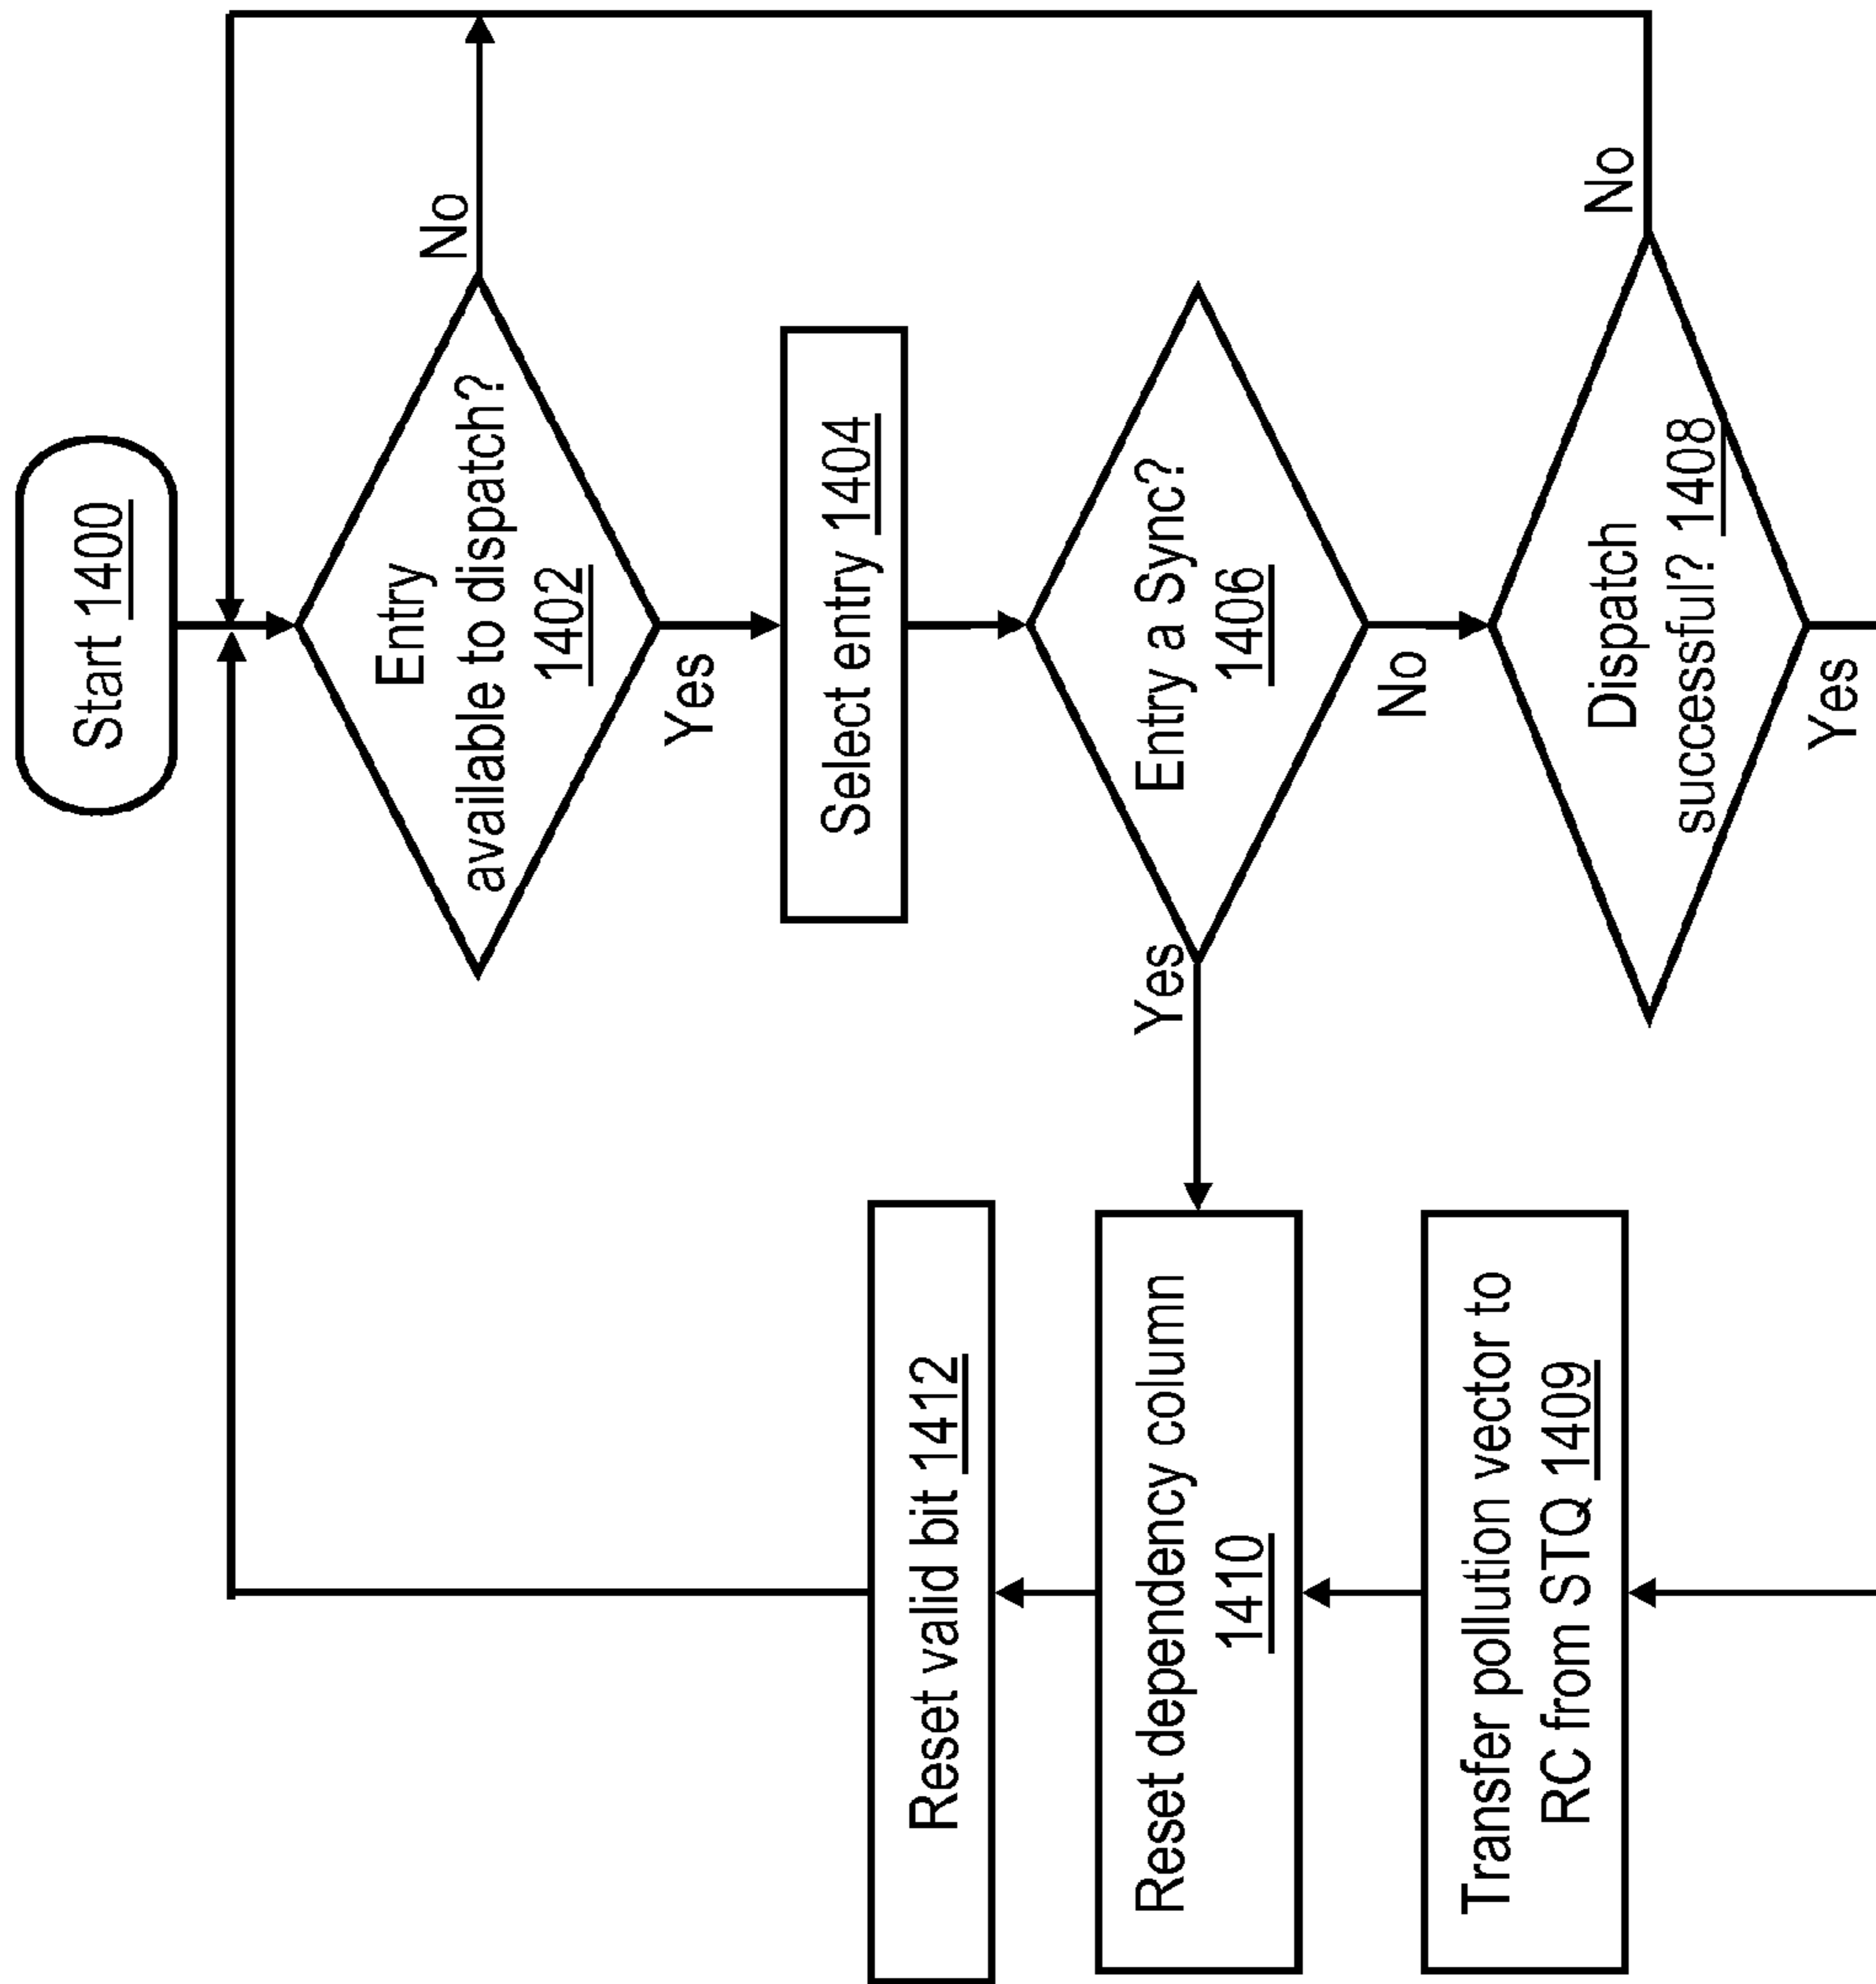 Start 1400
Entry
available to dispatch?
1402
No
Yes
Select entry 1404
Entry a Sync?
1406
Yes
No
Dispatch
successful? 1408
No
Yes
Transfer pollution vector to
RC from STQ 1409
Reset dependency column
1410
Reset valid bit 1412